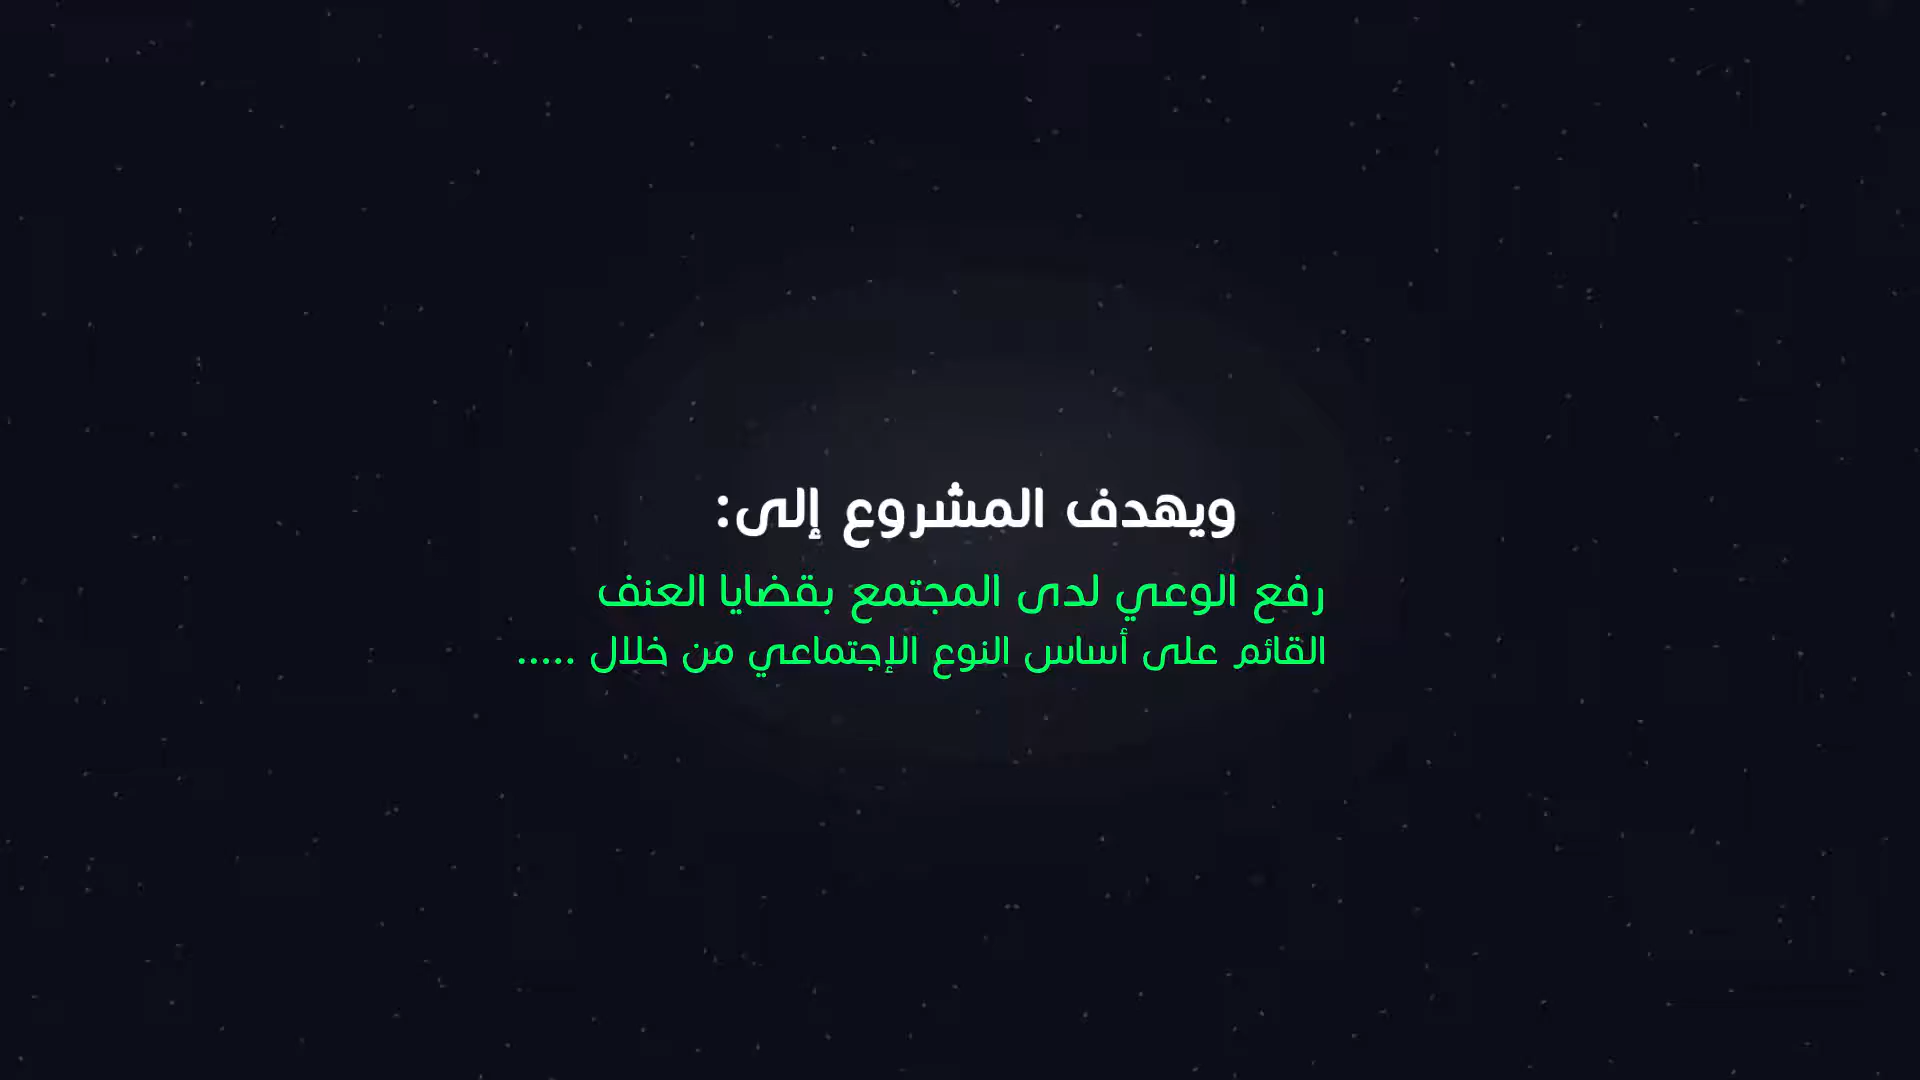 ويهدف المشروع إلى:
رفع الوعي لدى المجتمع بقضايا العنف
القائم على أساس النوع الإجتماعي من خلال .....